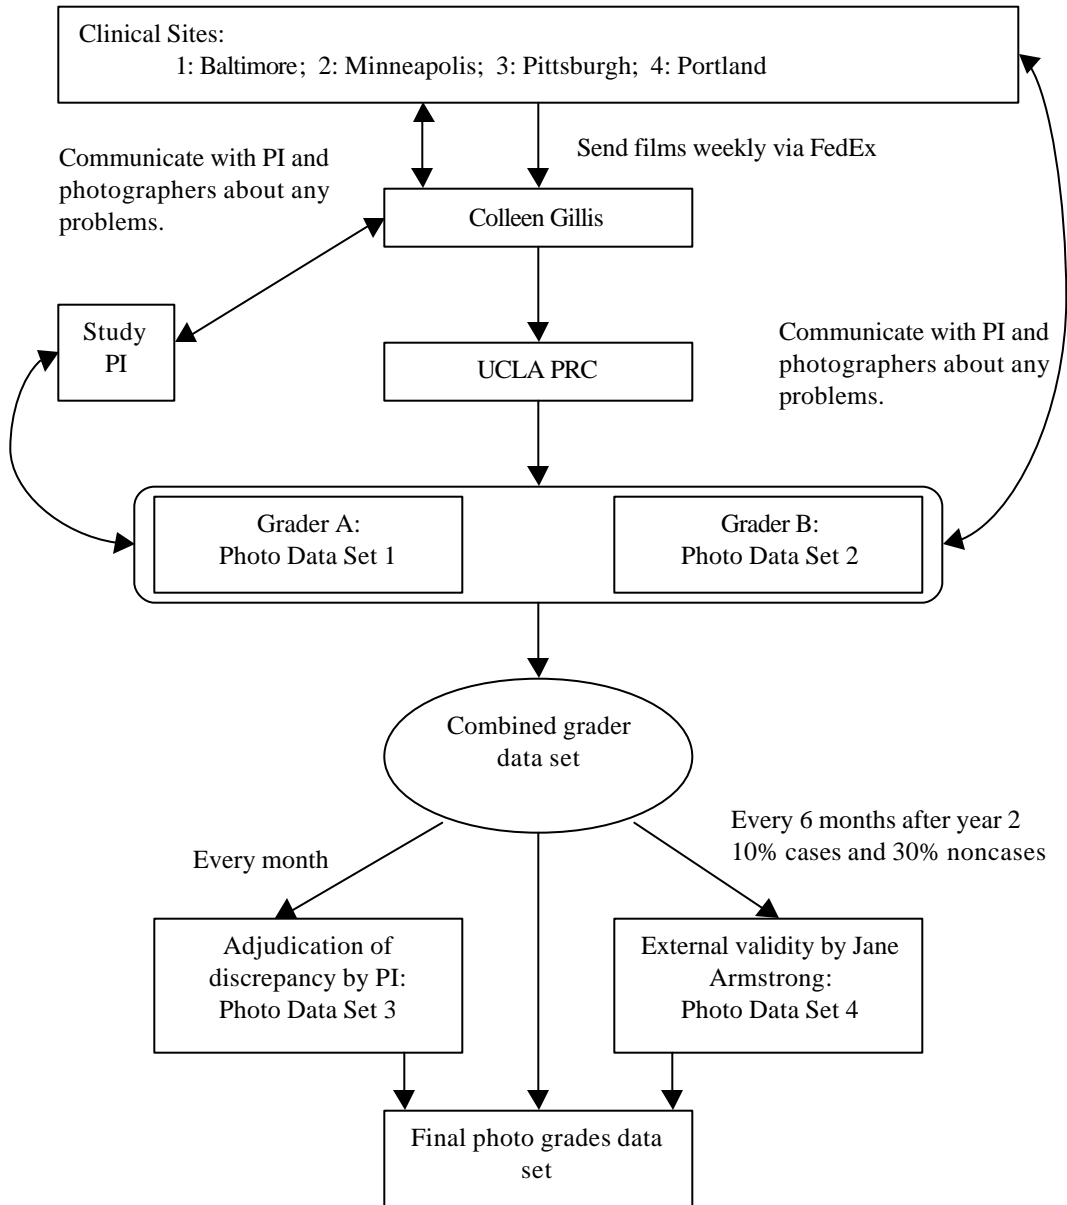 Clinical Sites:
1: Baltimore; 2: Minneapolis; 3: Pittsburgh; 4: Portland
Communicate with PI and
photographers about any
problems.
Send films weekly via FedEx
Colleen Gillis
Study
PI
UCLA PRC
Communicate with PI and
photographers about any
problems.
Grader A:
Photo Data Set 1
Grader B:
Photo Data Set 2
Combined grader
data set
Every month
Every 6 months after year 2
10% cases and 30% noncases
Adjudication of
discrepancy by PI:
Photo Data Set 3
External validity by Jane
Armstrong:
Photo Data Set 4
Final photo grades data
set